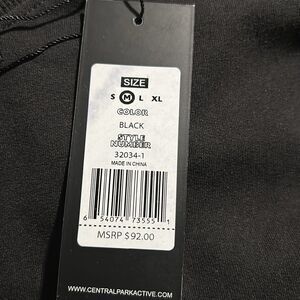 SIZE
S M L XL
COLOR
BLACK
STYLE
NUMBER
32034-1
MADE IN CHINA
6 54074 73555 1
MSRP $92.00
WWW.CENTRALPARKACTIVE.COM